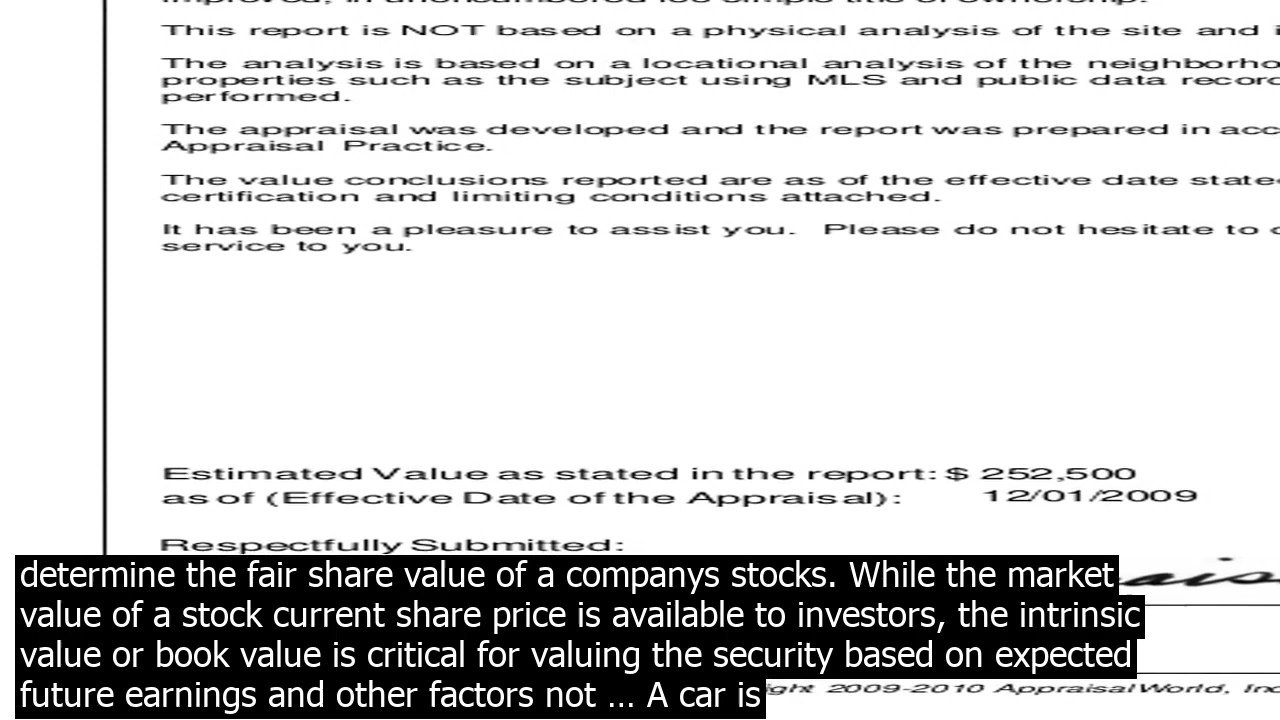 This report is NOT based on a physical analysis of the site and
The analysis is based on a locational analysis of the
properties such as the subject using MLS and public data
performed.
The appraisal was developed and the report was prepared in
Appraisal Practice.
The value conclusions reported are as of the effective date
certification and limiting conditions attached.
It has been a pleasure to assist you. Please do not hesitate to
service to you.
Estimated Value as stated in the report: $ 252,500
as of (Effective Date of the Appraisal): 12/01/2009
Respectfully Submitted:
determine the fair share value of a companys stocks. While the market
value of a stock current share price is available to investors, the intrinsic
value or book value is critical for valuing the security based on expected
future earnings and other factors not ... A car is
2009-2010 AppraisalWorld,